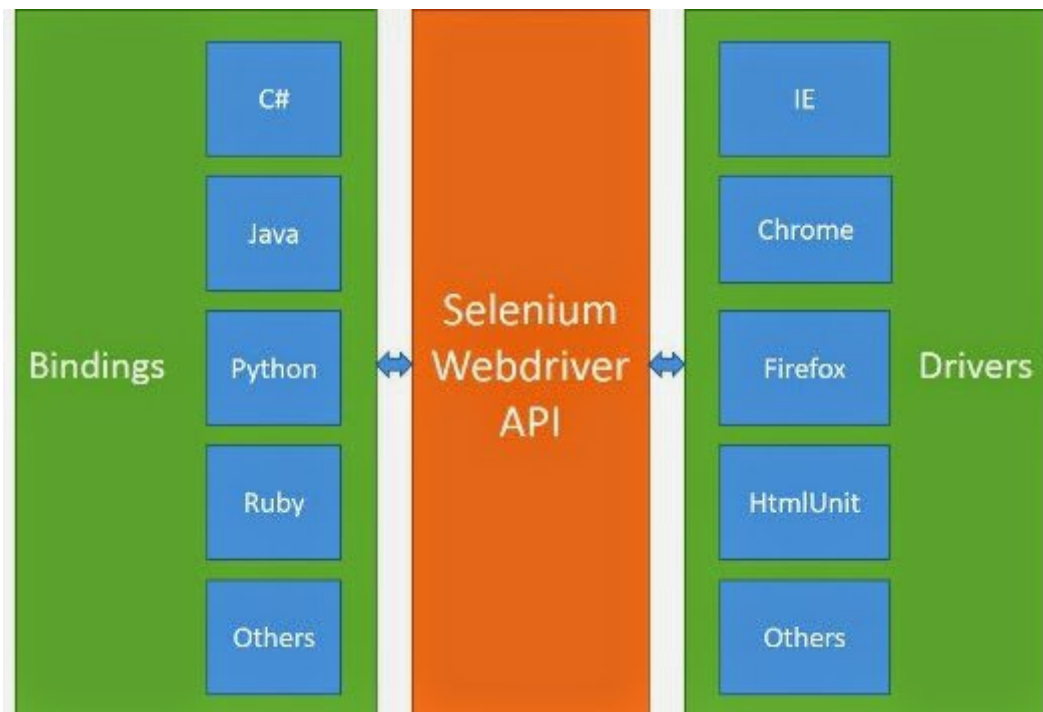 Bindings
C#
Java
Python
Ruby
Others
Selenium
Webdriver
API
IE
Chrome
Firefox
HtmlUnit
Others
Drivers